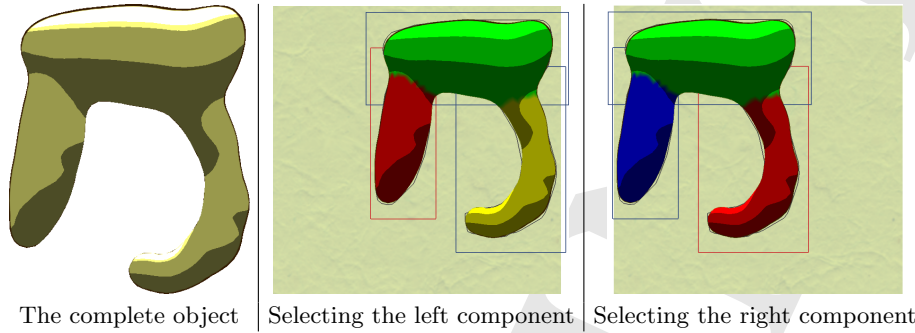 The complete object
Selecting the left component
Selecting the right component